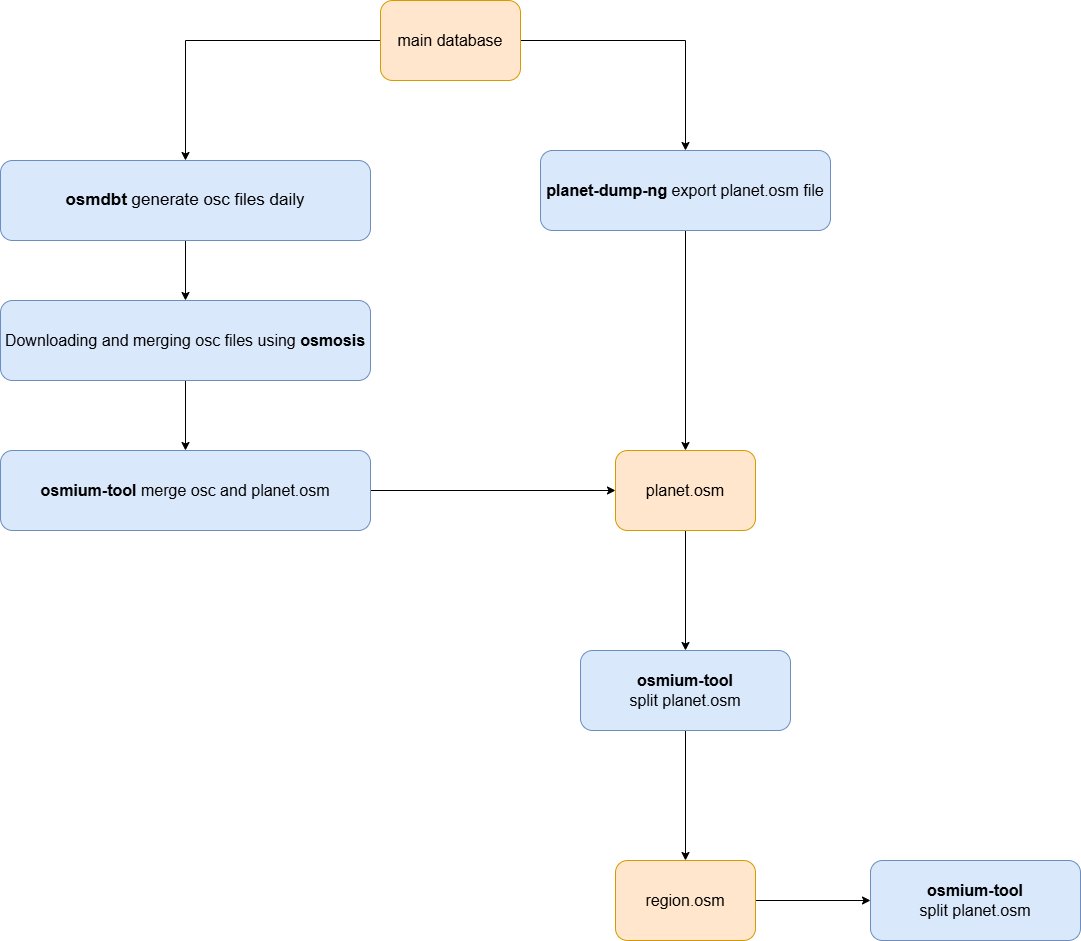 main database
osmdbt generate osc files daily
planet-dump-ng export planet.osm file
Downloading and merging osc files using osmosis
osmium-tool merge osc and planet.osm
planet.osm
osmium-tool
split planet.osm
region.osm
osmium-tool
split planet.osm